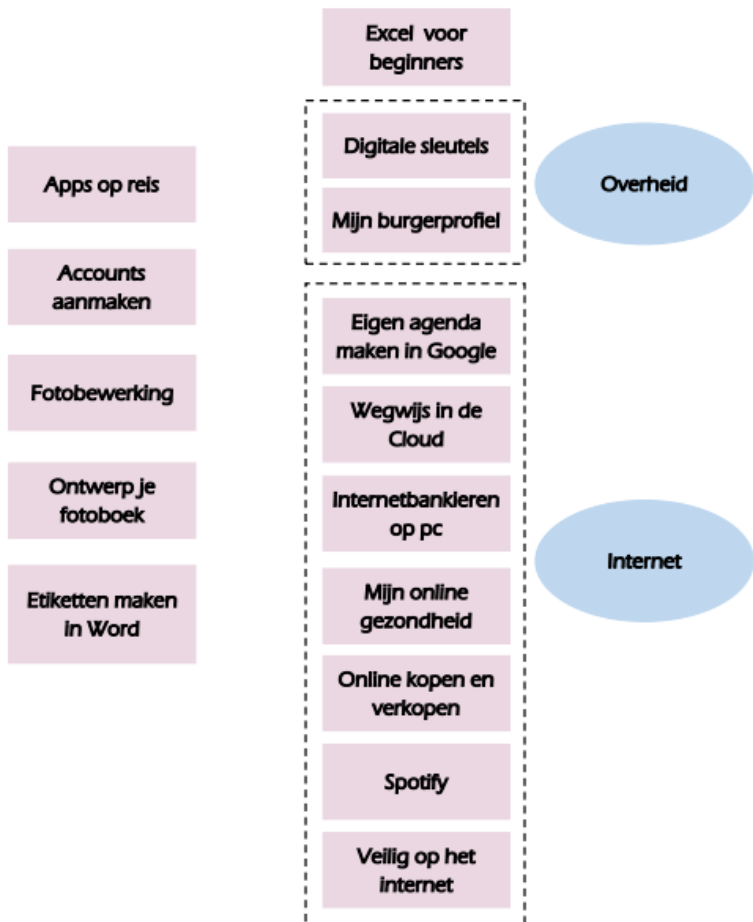 Excel voor
beginners
Digitale sleutels
Mijn burgerprofiel
Overheid
Apps op reis
Accounts
aanmaken
Fotobewerking
Ontwerp je
fotoboek
Etiketten maken
in Word
Eigen agenda
maken in Google
Wegwijs in de
Cloud
Internetbankieren
op pc
Mijn online
gezondheid
Online kopen en
verkopen
Spotify
Veilig op het
internet
Internet